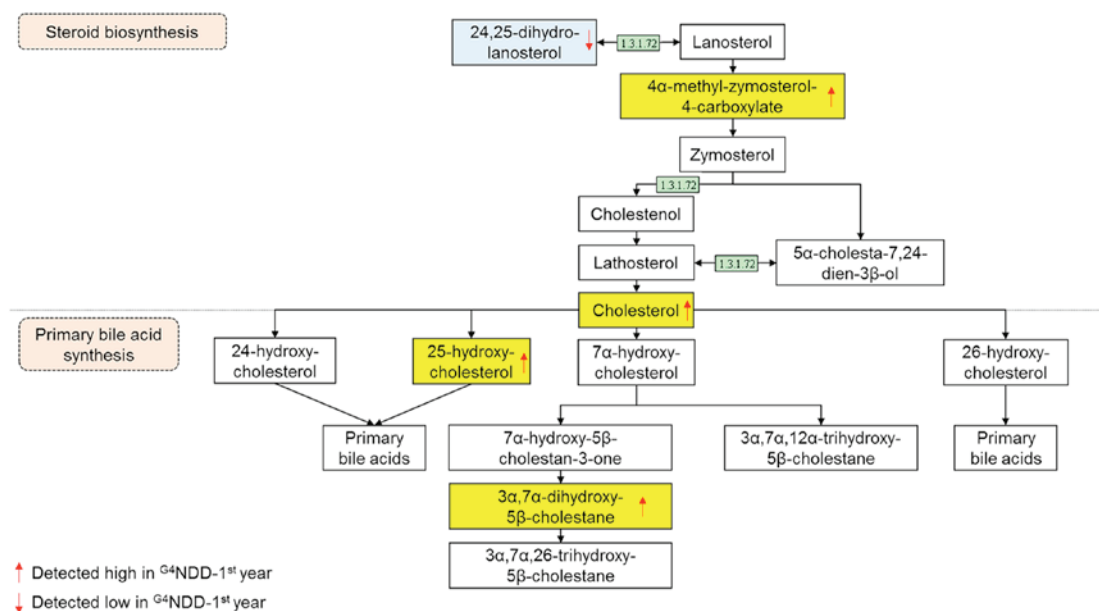 Steroid biosynthesis
24,25-dihydro-
lanosterol
1.3.1.72
Lanosterol
4α-methyl-zymosterol-
4-carboxylate
Zymosterol
1.3.1.72
Cholestenol
Lathosterol
1.3.1.72
5α-cholesta-7,24-
dien-3β-ol
Cholesterol
Primary bile acid
synthesis
24-hydroxy-
cholesterol
25-hydroxy-
cholesterol
7α-hydroxy-
cholesterol
26-hydroxy-
cholesterol
Primary
bile acids
7α-hydroxy-5β-
cholestan-3-one
3α,7α,12α-trihydroxy-
5β-cholestane
Primary
bile acids
3α,7α-dihydroxy-
5β-cholestane
3α,7α,26-trihydroxy-
5β-cholestane
↑ Detected high in G4NDD-1st year
↓ Detected low in G4NDD-1st year